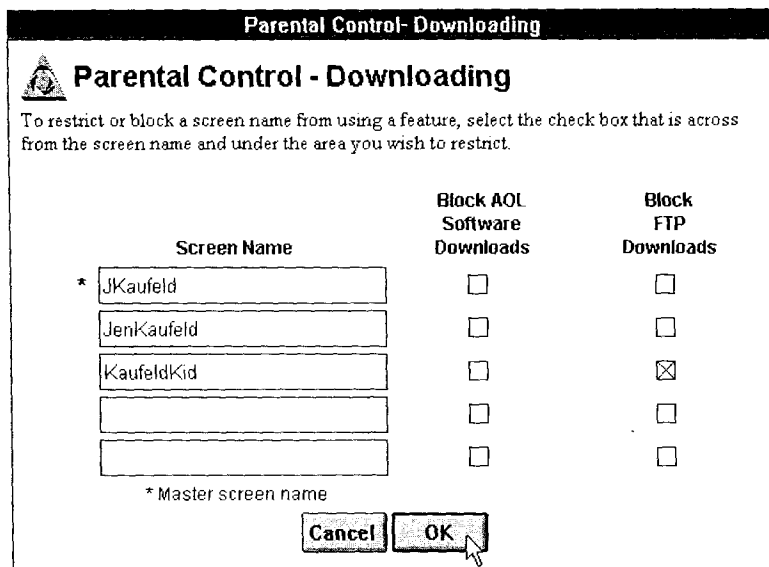 Parental Control- Downloading
Parental Control - Downloading
To restrict or block a screen name from using a feature, select the check box that is across
from the screen name and under the area you wish to restrict.
Block AOL Block
Software FTP
Screen Name Downloads Downloads
* JKaufeld
JenKaufeld
KaufeldKid
* Master screen name
Cancel OK